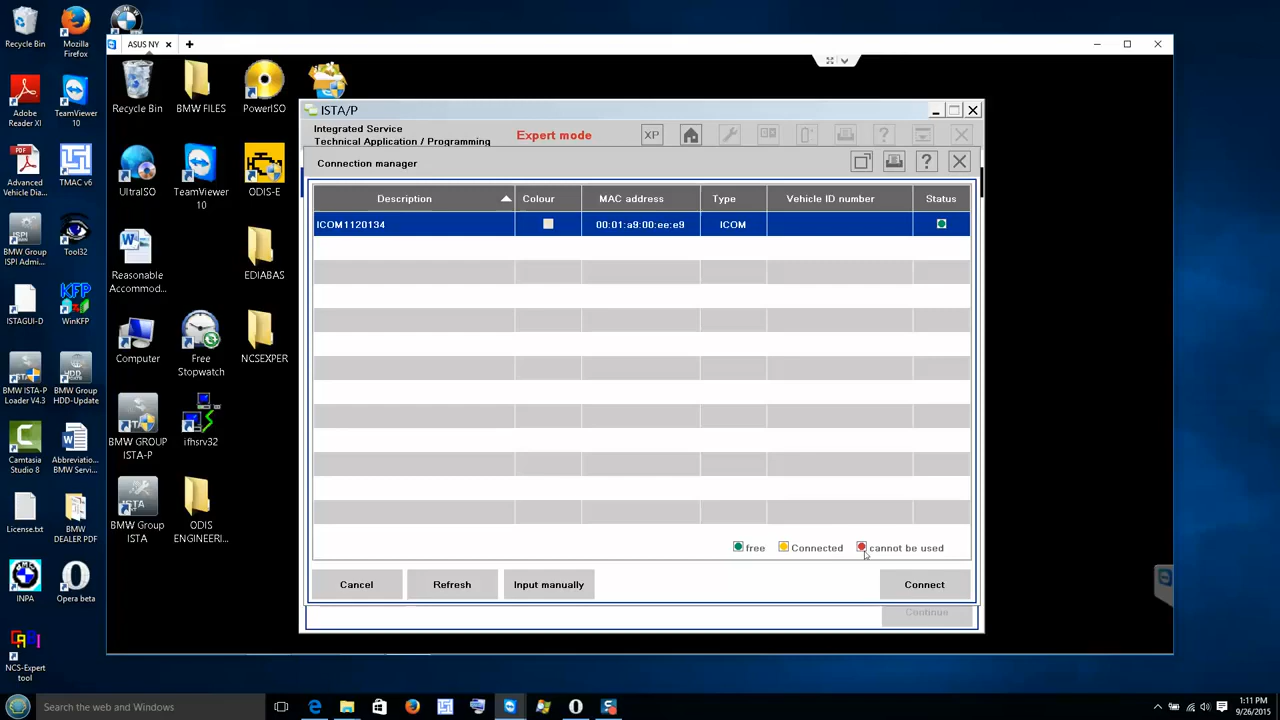 Recycle Bin
Mozilla
Firefox
Adobe
Reader XI
TeamViewer
10
Advanced
Vehicle Dia...
TMAC v6
BMW Group
ISPI Admi...
Tool32
ISTAGUI-D
WinKFP
BMW ISTA-P
Loader V4.3
BMW Group
HDD-Update
Camtasia
Studio 8
Abbreviatio...
BMW Servi...
License.txt
BMW
DEALER PDF
INPA
Opera beta
NCS-Expert
tool
ASUS NY
Recycle Bin
BMW FILES
PowerISO
UltraISO
TeamViewer
10
ODIS-E
Reasonable
Accommod...
EDIABAS
Computer
Free
Stopwatch
NCSEXPER
BMW GROUP
ISTA-P
ifhsrv32
BMW Group
ISTA
ODIS
ENGINEERI...
ISTA/P
Integrated Service
Technical Application / Programming
Expert mode
XP
Connection manager
Description
Colour
MAC address
Type
Vehicle ID number
Status
ICOM1120134
00:01:a9:00:ee:e9
ICOM
free
Connected
cannot be used
Cancel
Refresh
Input manually
Connect
Continue
Search the web and Windows
1:11 PM
9/26/2015